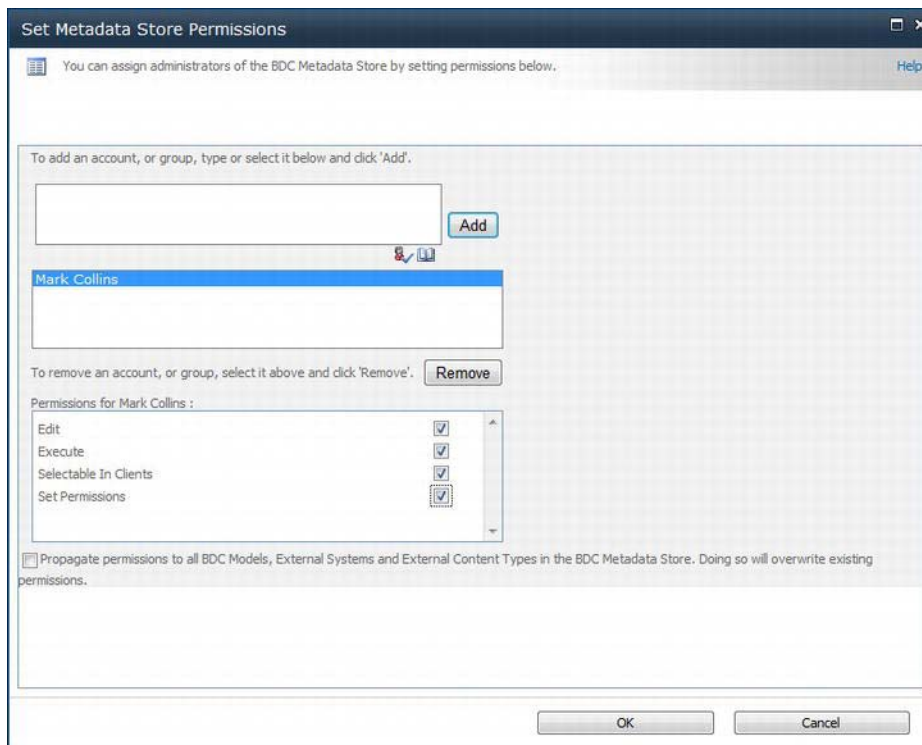 Set Metadata Store Permissions
You can assign administrators of the BDC Metadata Store by setting permissions below.
Help
To add an account, or group, type or select it below and click 'Add'.
Add
Mark Collins
To remove an account, or group, select it above and click 'Remove'.
Remove
Permissions for Mark Collins :
Edit
Execute
Selectable In Clients
Set Permissions
Propagate permissions to all BDC Models, External Systems and External Content Types in the BDC Metadata Store. Doing so will overwrite existing
permissions.
OK
Cancel